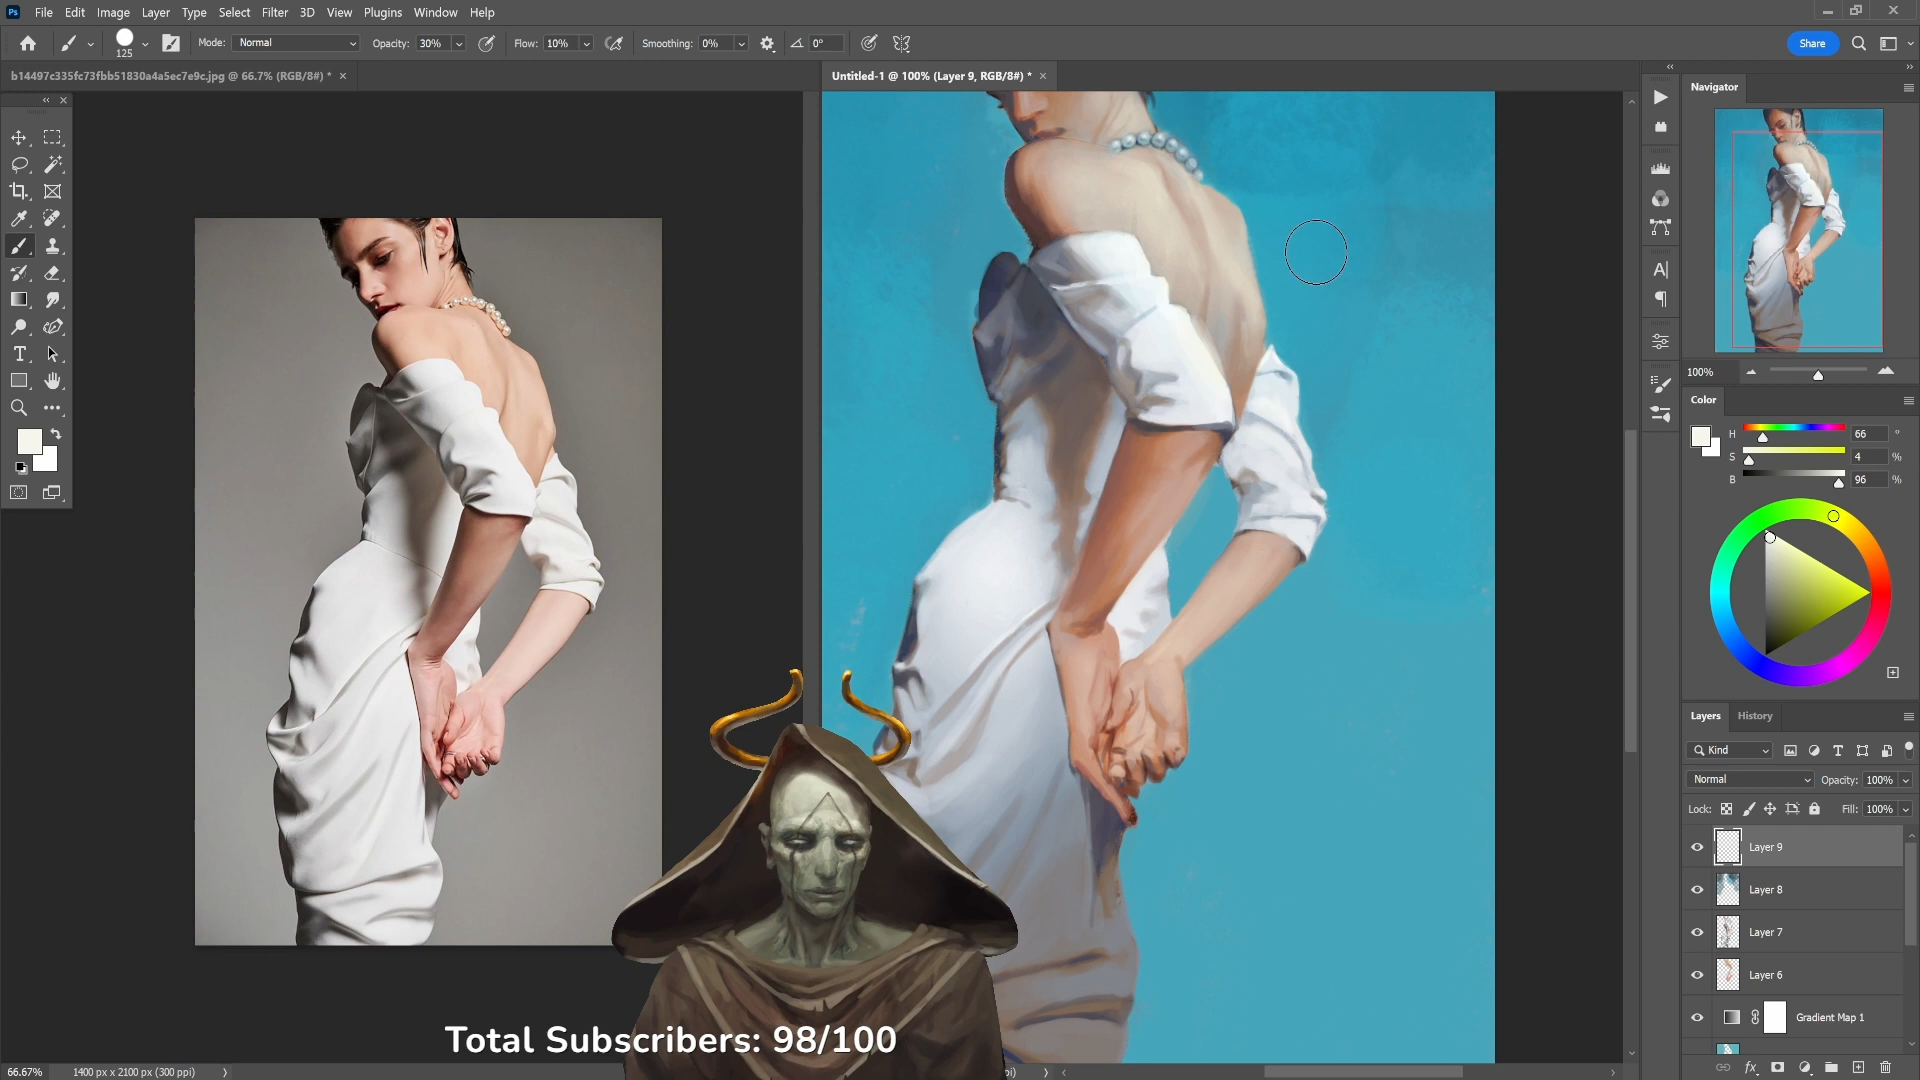 Ps File Edit Image Layer Type Select Filter 3D View Plugins Window Help
125 Mode: Normal Opacity: 30% Flow: 10% Smoothing: 0% 0° Share
b14497c335fc73fbb51830a4a5ec7e9c.jpg @ 66.7% (RGB/8#) * × Untitled-1 @ 100% (Layer 9, RGB/8#) * ×
Navigator
100%
Color
H 66 °
S 4 %
B 96 %
Layers History
Kind
Normal Opacity: 100%
Lock: Fill: 100%
Layer 9
Layer 8
Layer 7
Layer 6
Gradient Map 1
Total Subscribers: 98/100
66.67% 1400 px x 2100 px (300 ppi)